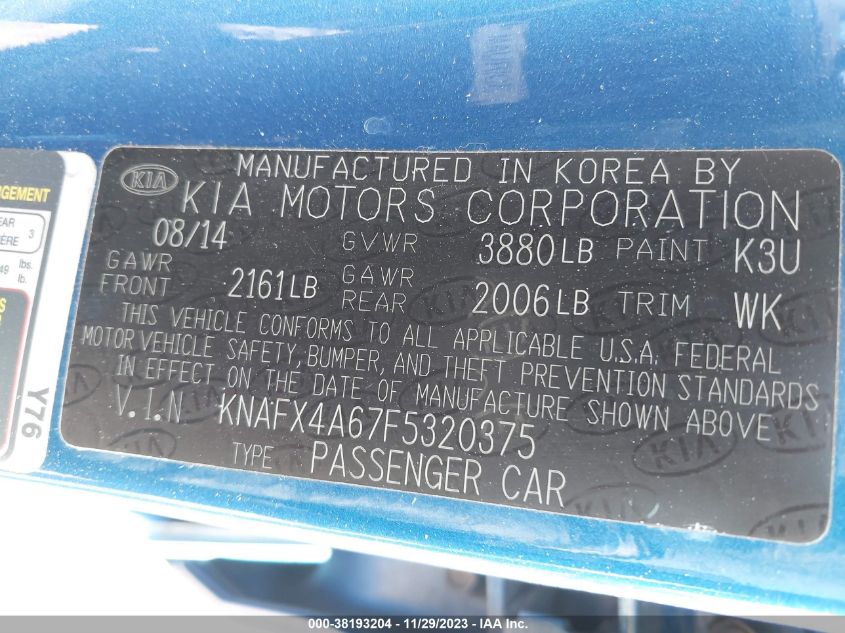 MANUFACTURED IN KOREA BY
KIA
KIA MOTORS CORPORATION
08/14 GVWR 3880LB PAINT K3U
GAWR FRONT 2161LB GAWR REAR 2006LB TRIM WK
THIS VEHICLE CONFORMS TO ALL APPLICABLE U.S.A. FEDERAL
MOTOR VEHICLE SAFETY, BUMPER, AND THEFT PREVENTION STANDARDS
IN EFFECT ON THE DATE OF MANUFACTURE SHOWN ABOVE
V.I.N KNAFX4A67F5320375
TYPE PASSENGER CAR
3
lbs.
lb.
Y76
000-38193204 - 11/29/2023 - IAA Inc.